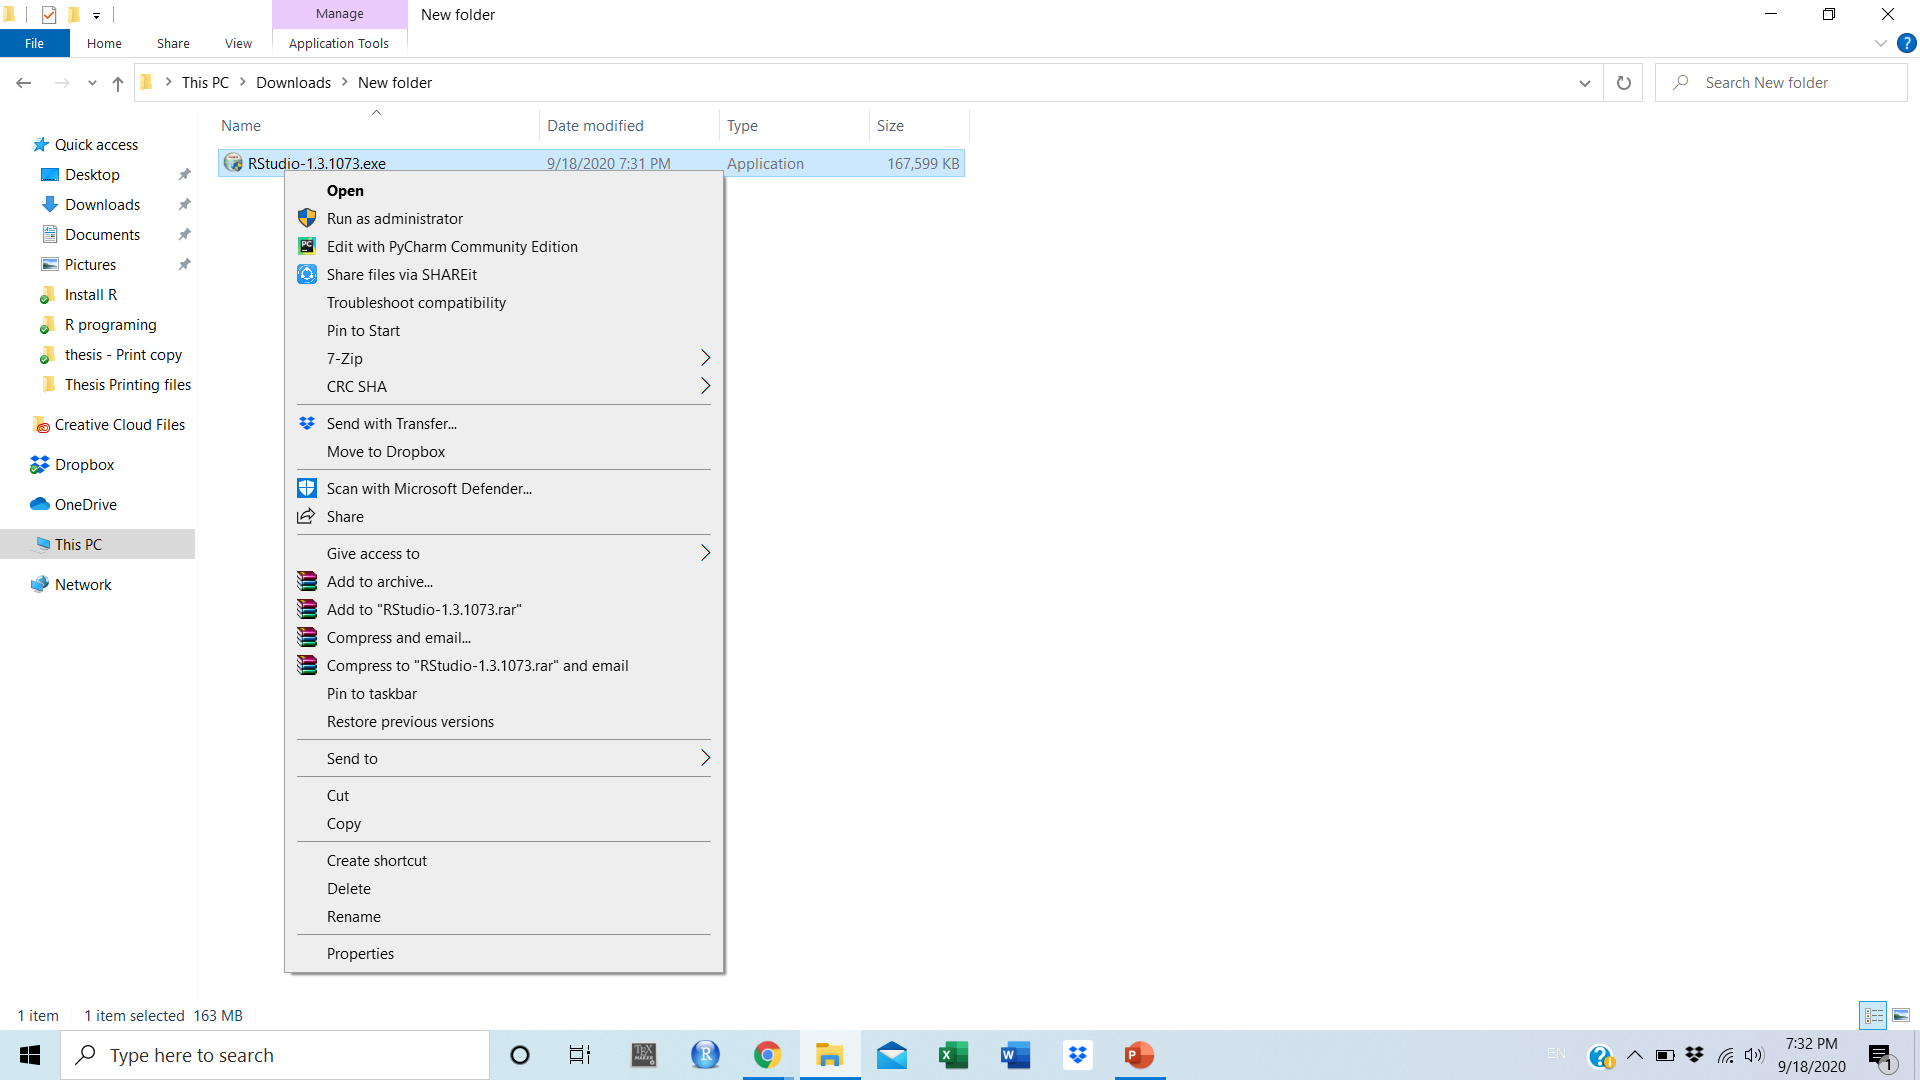 Manage
New folder
File
Home
Share
View
Application Tools
?
This PC
Downloads
New folder
Search New folder
Name
Date modified
Type
Size
RStudio-1.3.1073.exe
9/18/2020 7:31 PM
Application
167,599 KB
Quick access
Desktop
Downloads
Documents
Pictures
Install R
R programing
thesis - Print copy
Thesis Printing files
Creative Cloud Files
Dropbox
OneDrive
This PC
Network
Open
Run as administrator
PC
Edit with PyCharm Community Edition
Share files via SHAREit
Troubleshoot compatibility
Pin to Start
7-Zip
CRC SHA
Send with Transfer...
Move to Dropbox
Scan with Microsoft Defender...
Share
Give access to
Add to archive...
Add to "RStudio-1.3.1073.rar"
Compress and email...
Compress to "RStudio-1.3.1073.rar" and email
Pin to taskbar
Restore previous versions
Send to
Cut
Copy
Create shortcut
Delete
Rename
Properties
1 item
1 item selected 163 MB
Type here to search
TEX
MAKER
R
X
W
P
EN
?
7:32 PM
9/18/2020
1